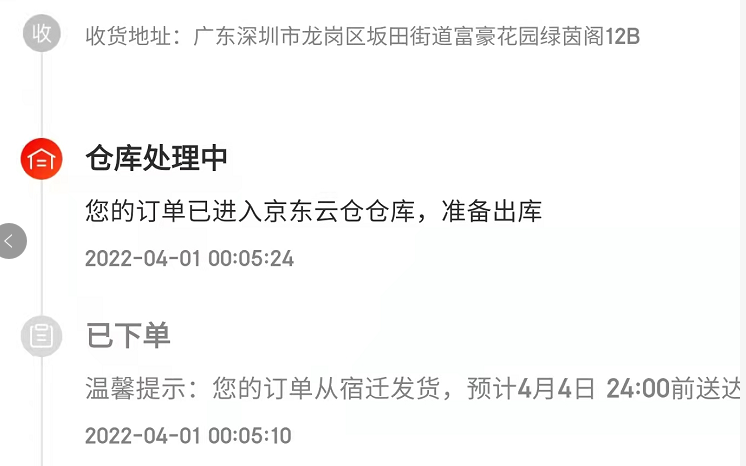 收
收货地址：广东深圳市龙岗区坂田街道富豪花园绿茵阁12B
仓库处理中
您的订单已进入京东云仓仓库，准备出库
2022-04-01 00:05:24
已下单
温馨提示：您的订单从宿迁发货，预计4月4日 24:00前送达
2022-04-01 00:05:10